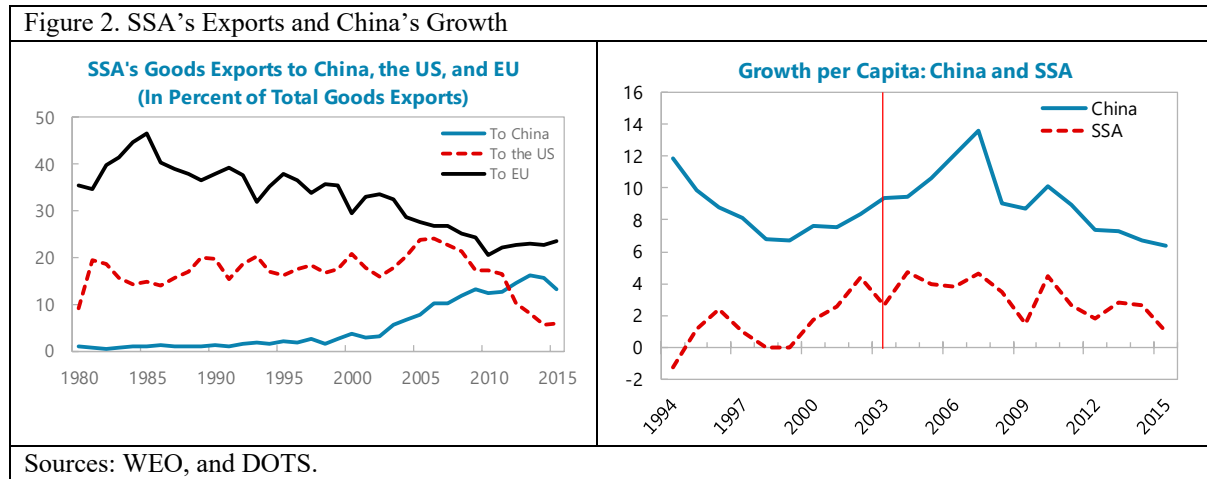 Figure 2. SSA's Exports and China's Growth
SSA's Goods Exports to China, the US, and EU
(In Percent of Total Goods Exports)
50
40
30
20
10
0
To China
To the US
To EU
1980 1985 1990 1995 2000 2005 2010 2015
Growth per Capita: China and SSA
16
14
12
10
8
6
4
2
0
-2
China
SSA
1994 1997 2000 2003 2006 2009 2012 2015
Sources: WEO, and DOTS.